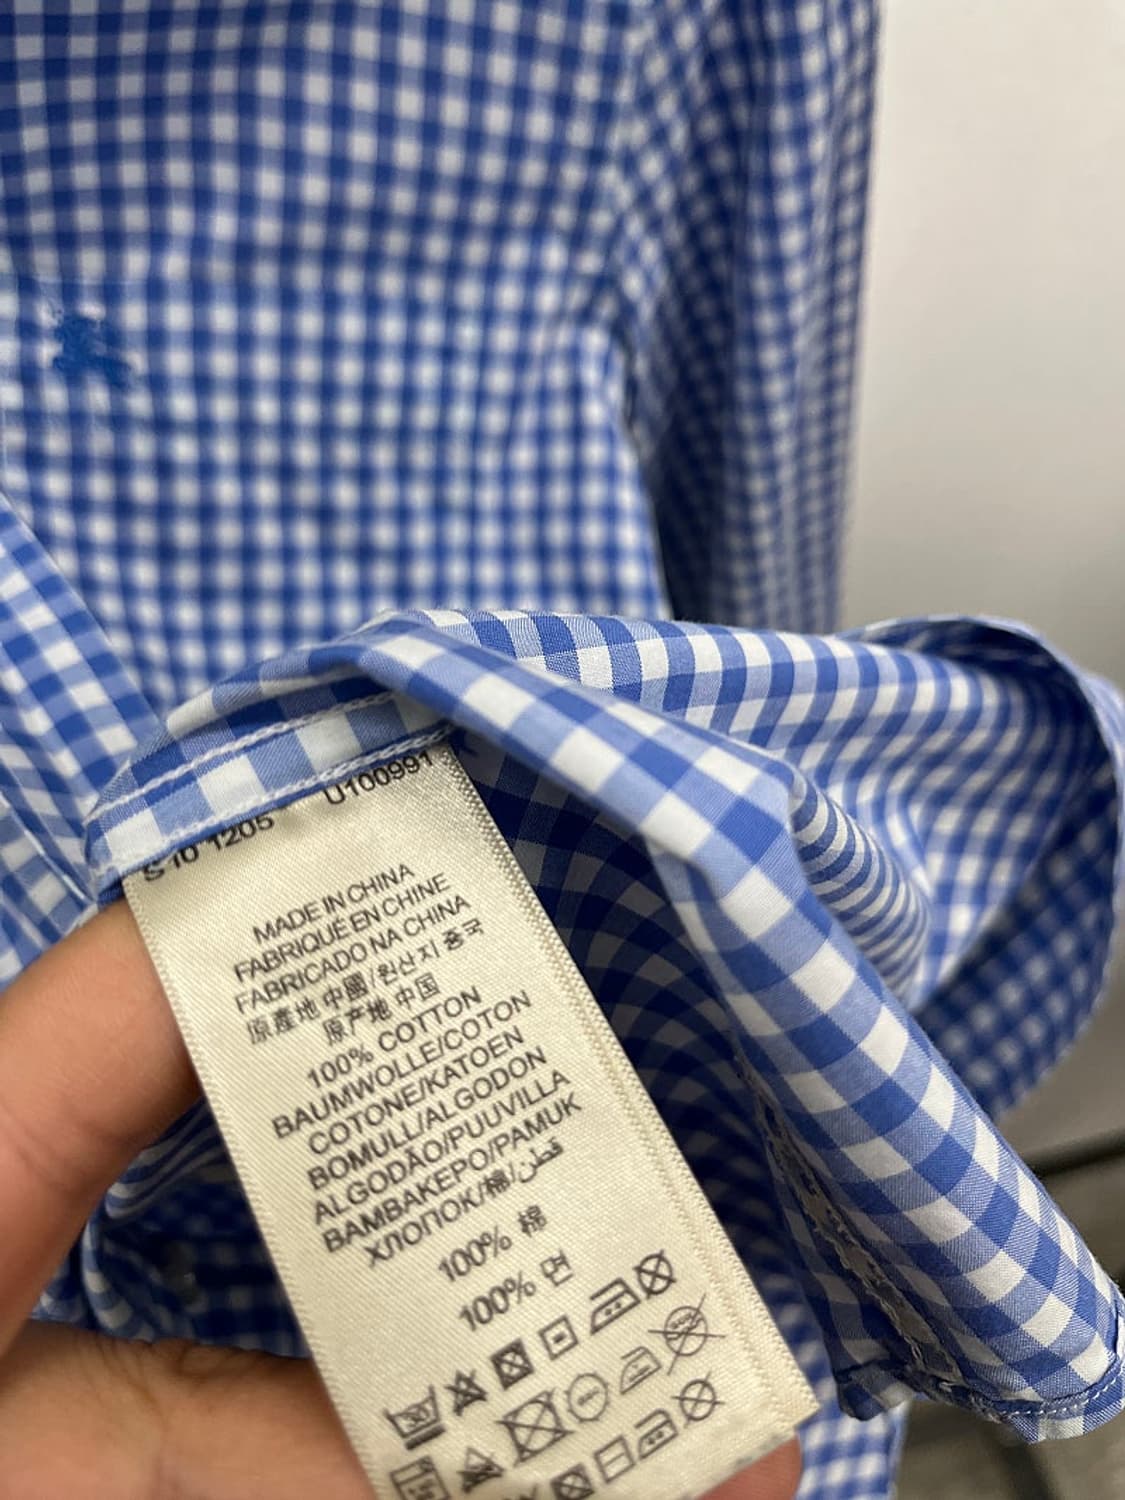 U100991
S10 1205
MADE IN CHINA
FABRIQUÉ EN CHINE
FABRICADO NA CHINA
原產地 中國/원산지 중국
原产地 中国
100% COTTON
BAUMWOLLE/COTON
COTONE/KATOEN
BOMULL/ALGODON
ALGODÃO/PUUVILLA
BAMBAKEPO/PAMUK
ХЛОПОК/棉/قطن
100% 棉
100% 면
30